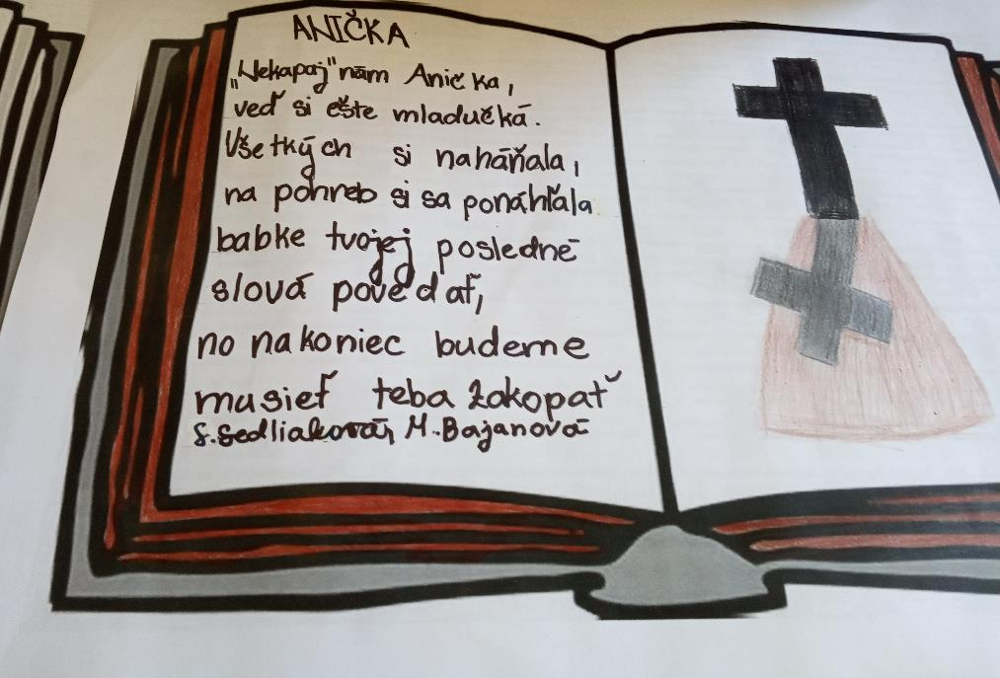 ANIČKA
„Nekapaj" nám Anička,
veď si ešte mladučká.
Všetkých si naháňala,
na pohreb si sa ponáhľala
babke tvojej posledné
slová povedať,
no nakoniec budeme
musieť teba zakopať
S. Sedliaková, M. Bajanová